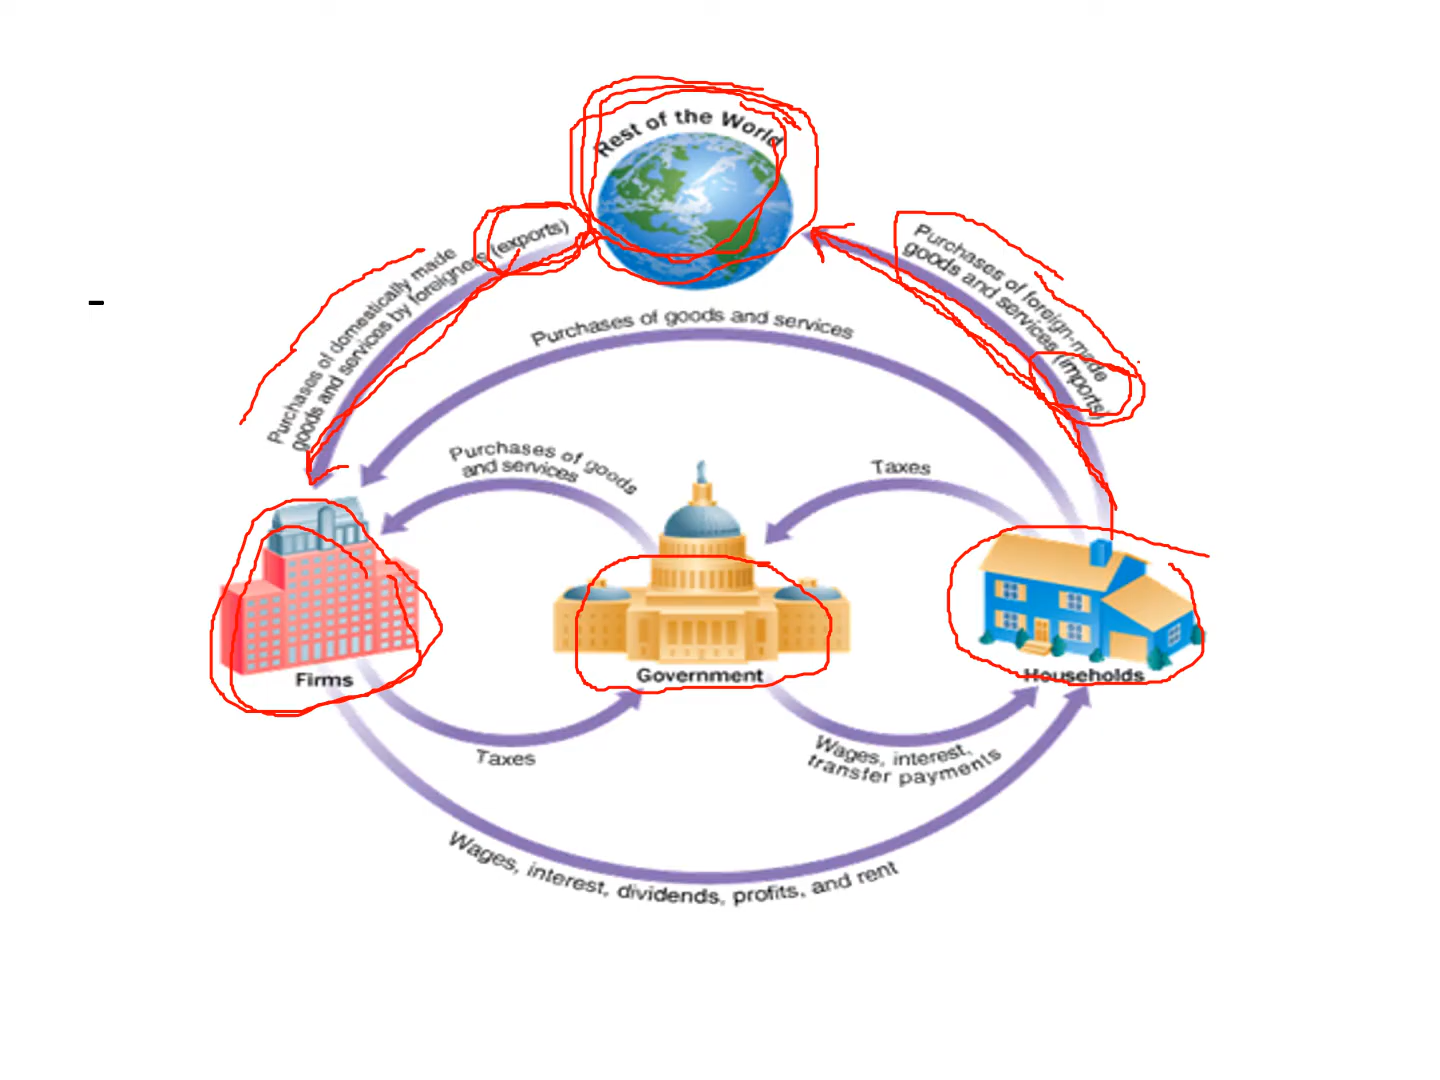 Rest of the World
Purchases of domestically made
goods and services by foreigners (exports)
Purchases of foreign-made
goods and services (imports)
Purchases of goods and services
Purchases of goods
and services
Taxes
Firms
Government
Households
Taxes
Wages, interest,
transfer payments
Wages, interest, dividends, profits, and rent
-